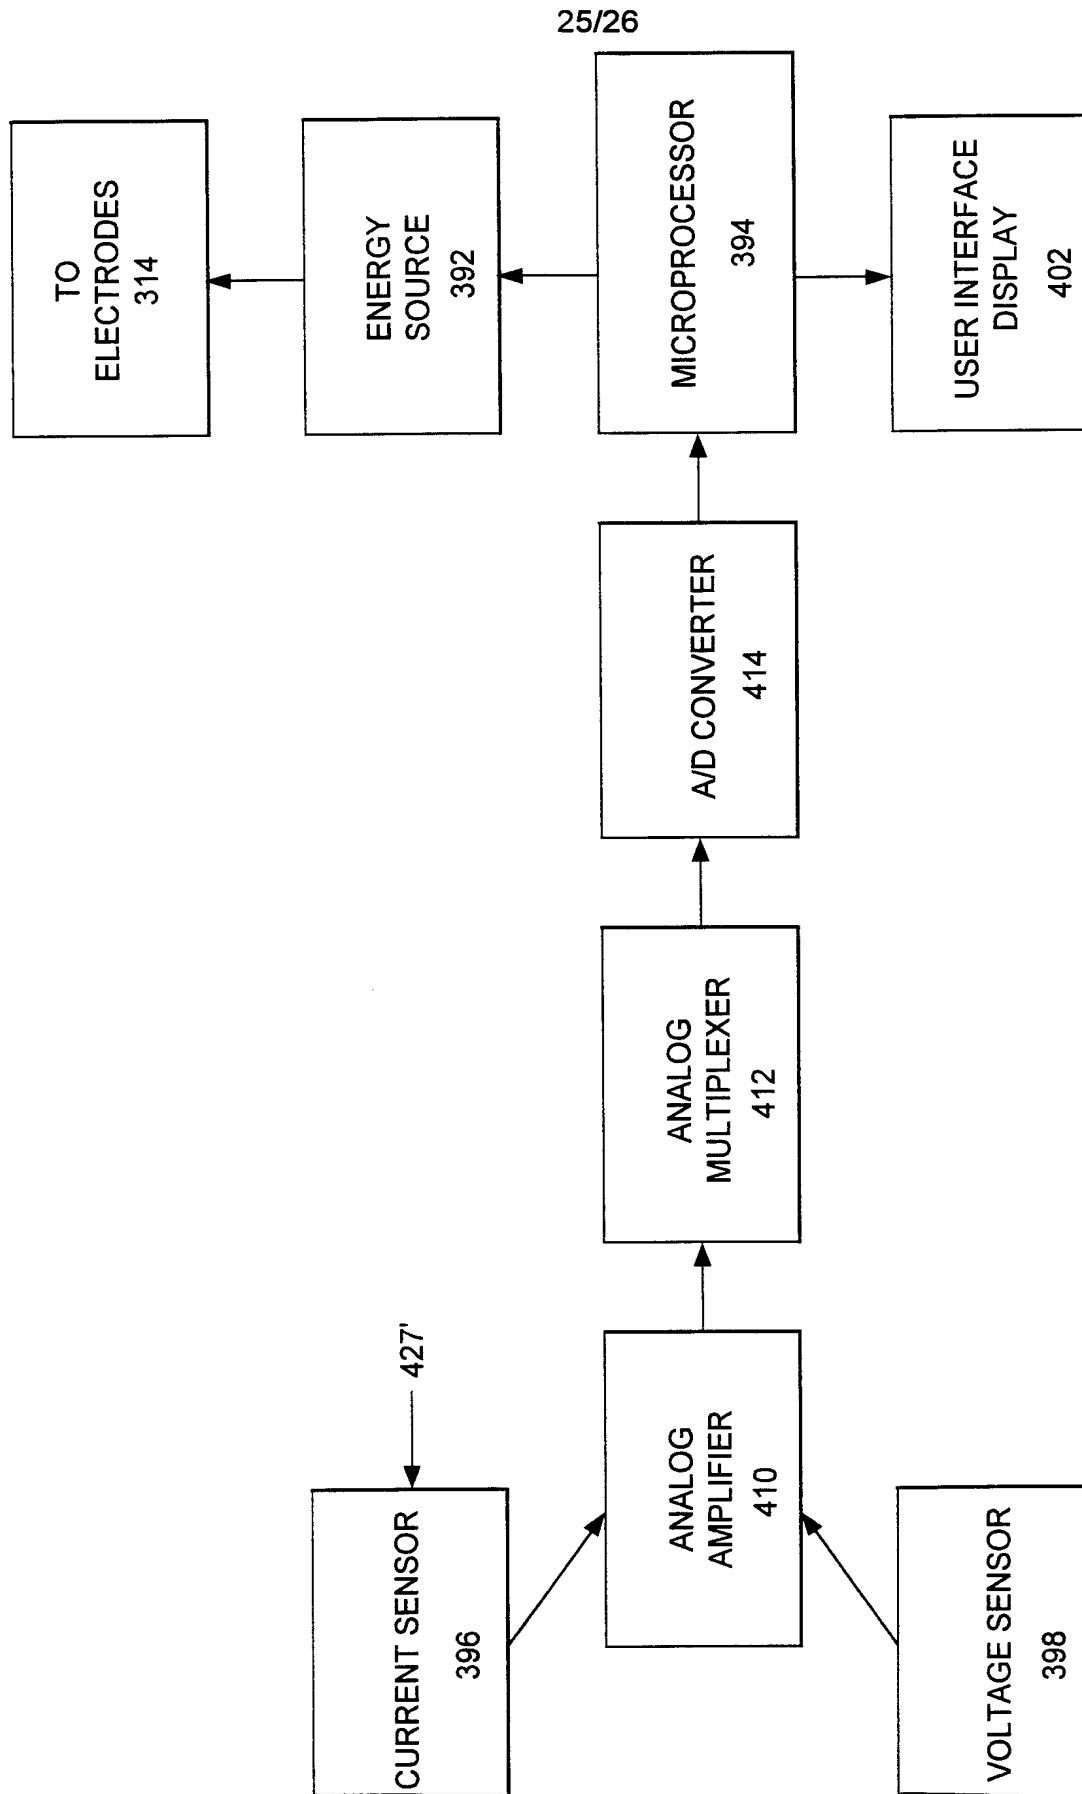 25/26
TO
ELECTRODES
314
ENERGY
SOURCE
392
MICROPROCESSOR
394
USER INTERFACE
DISPLAY
402
A/D CONVERTER
414
ANALOG
MULTIPLEXER
412
427'
CURRENT SENSOR
396
ANALOG
AMPLIFIER
410
VOLTAGE SENSOR
398